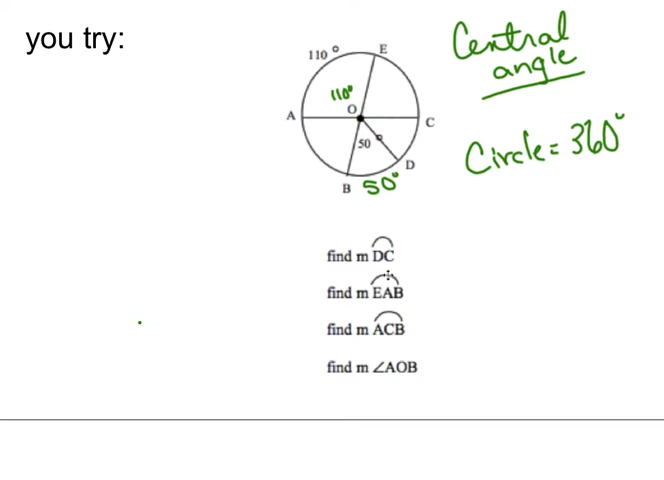 you try:
Central
angle
Circle = 360°
110°
E
110°
O
A
C
50°
D
B
50°
find m DC
find m EAB
find m ACB
find m ∠AOB